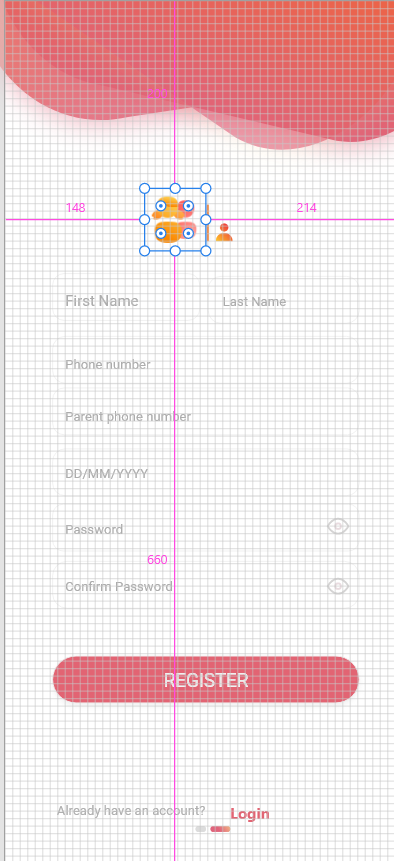 148
214
First Name
Last Name
Phone number
Parent phone number
DD/MM/YYYY
Password
660
Confirm Password
REGISTER
Already have an account? Login